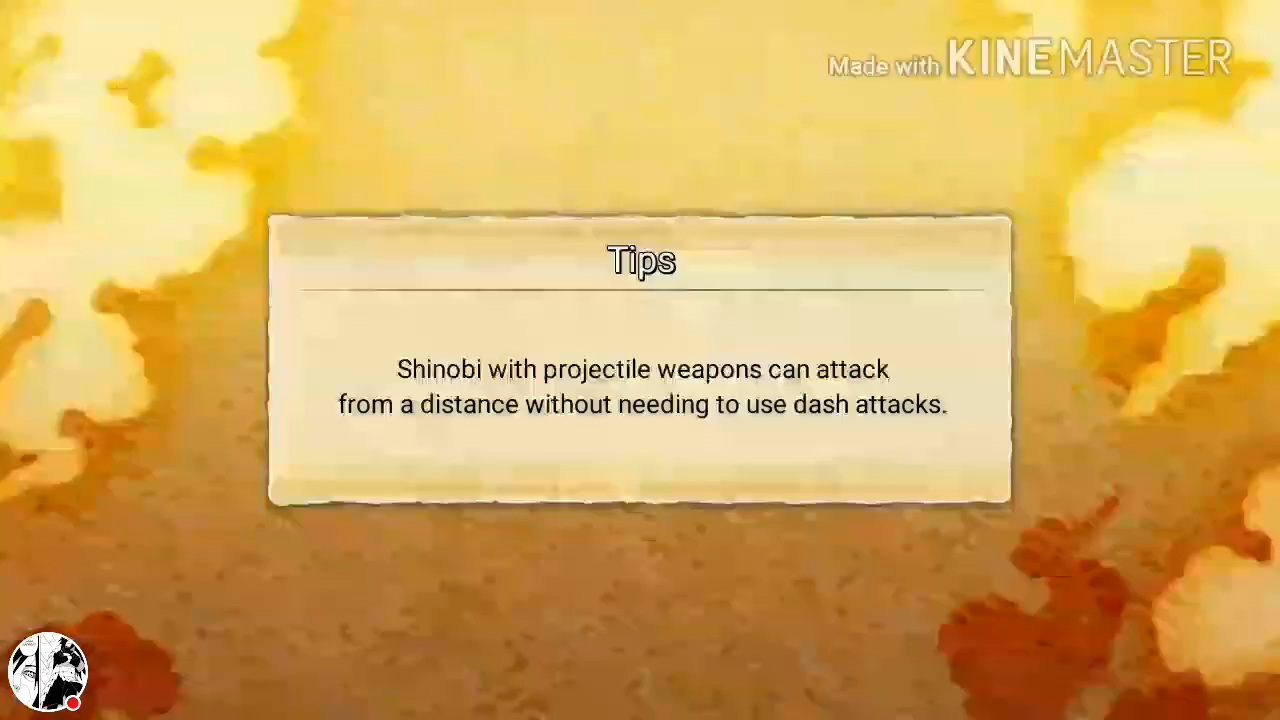 Made with KINEMASTER
Tips
Shinobi with projectile weapons can attack
from a distance without needing to use dash attacks.